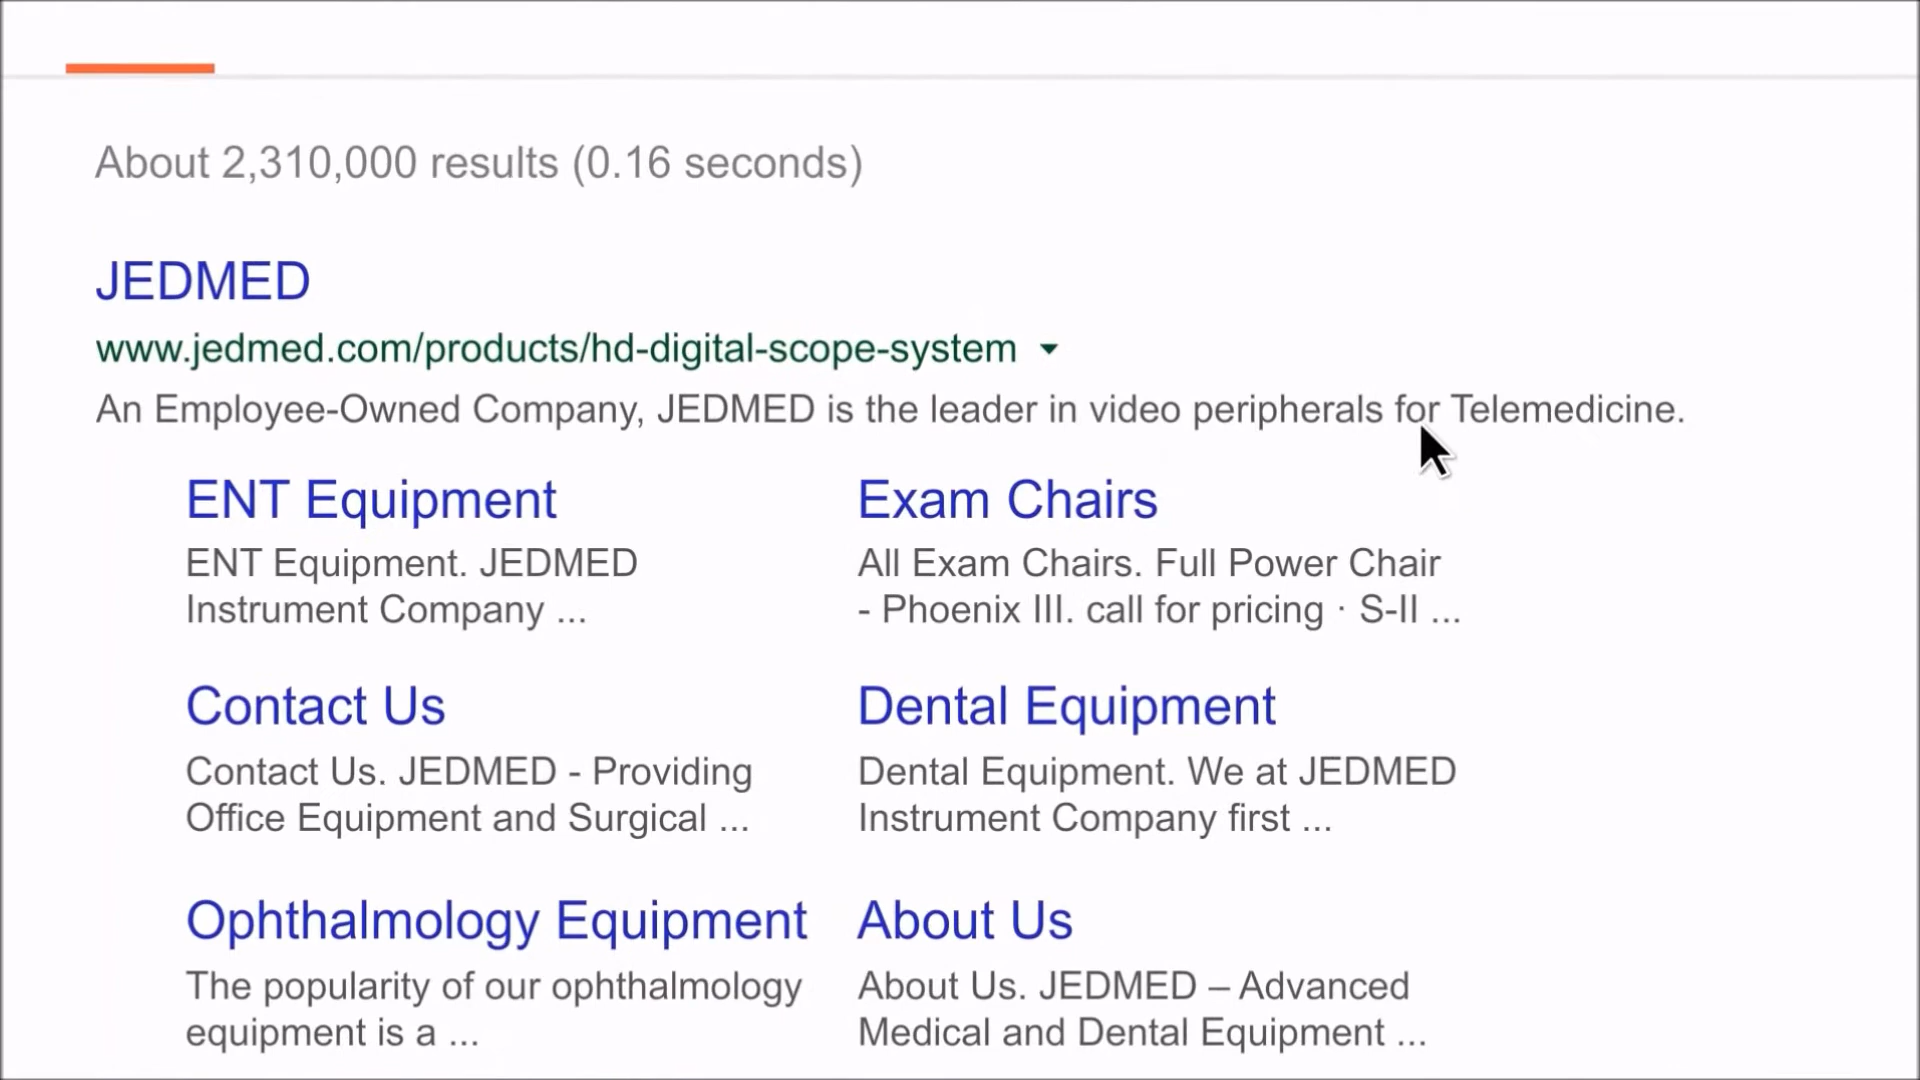 About 2,310,000 results (0.16 seconds)
JEDMED
www.jedmed.com/products/hd-digital-scope-system
An Employee-Owned Company, JEDMED is the leader in video peripherals for Telemedicine.
ENT Equipment
ENT Equipment. JEDMED
Instrument Company ...
Exam Chairs
All Exam Chairs. Full Power Chair
- Phoenix III. call for pricing · S-II ...
Contact Us
Contact Us. JEDMED - Providing
Office Equipment and Surgical ...
Dental Equipment
Dental Equipment. We at JEDMED
Instrument Company first ...
Ophthalmology Equipment
The popularity of our ophthalmology
equipment is a ...
About Us
About Us. JEDMED – Advanced
Medical and Dental Equipment ...